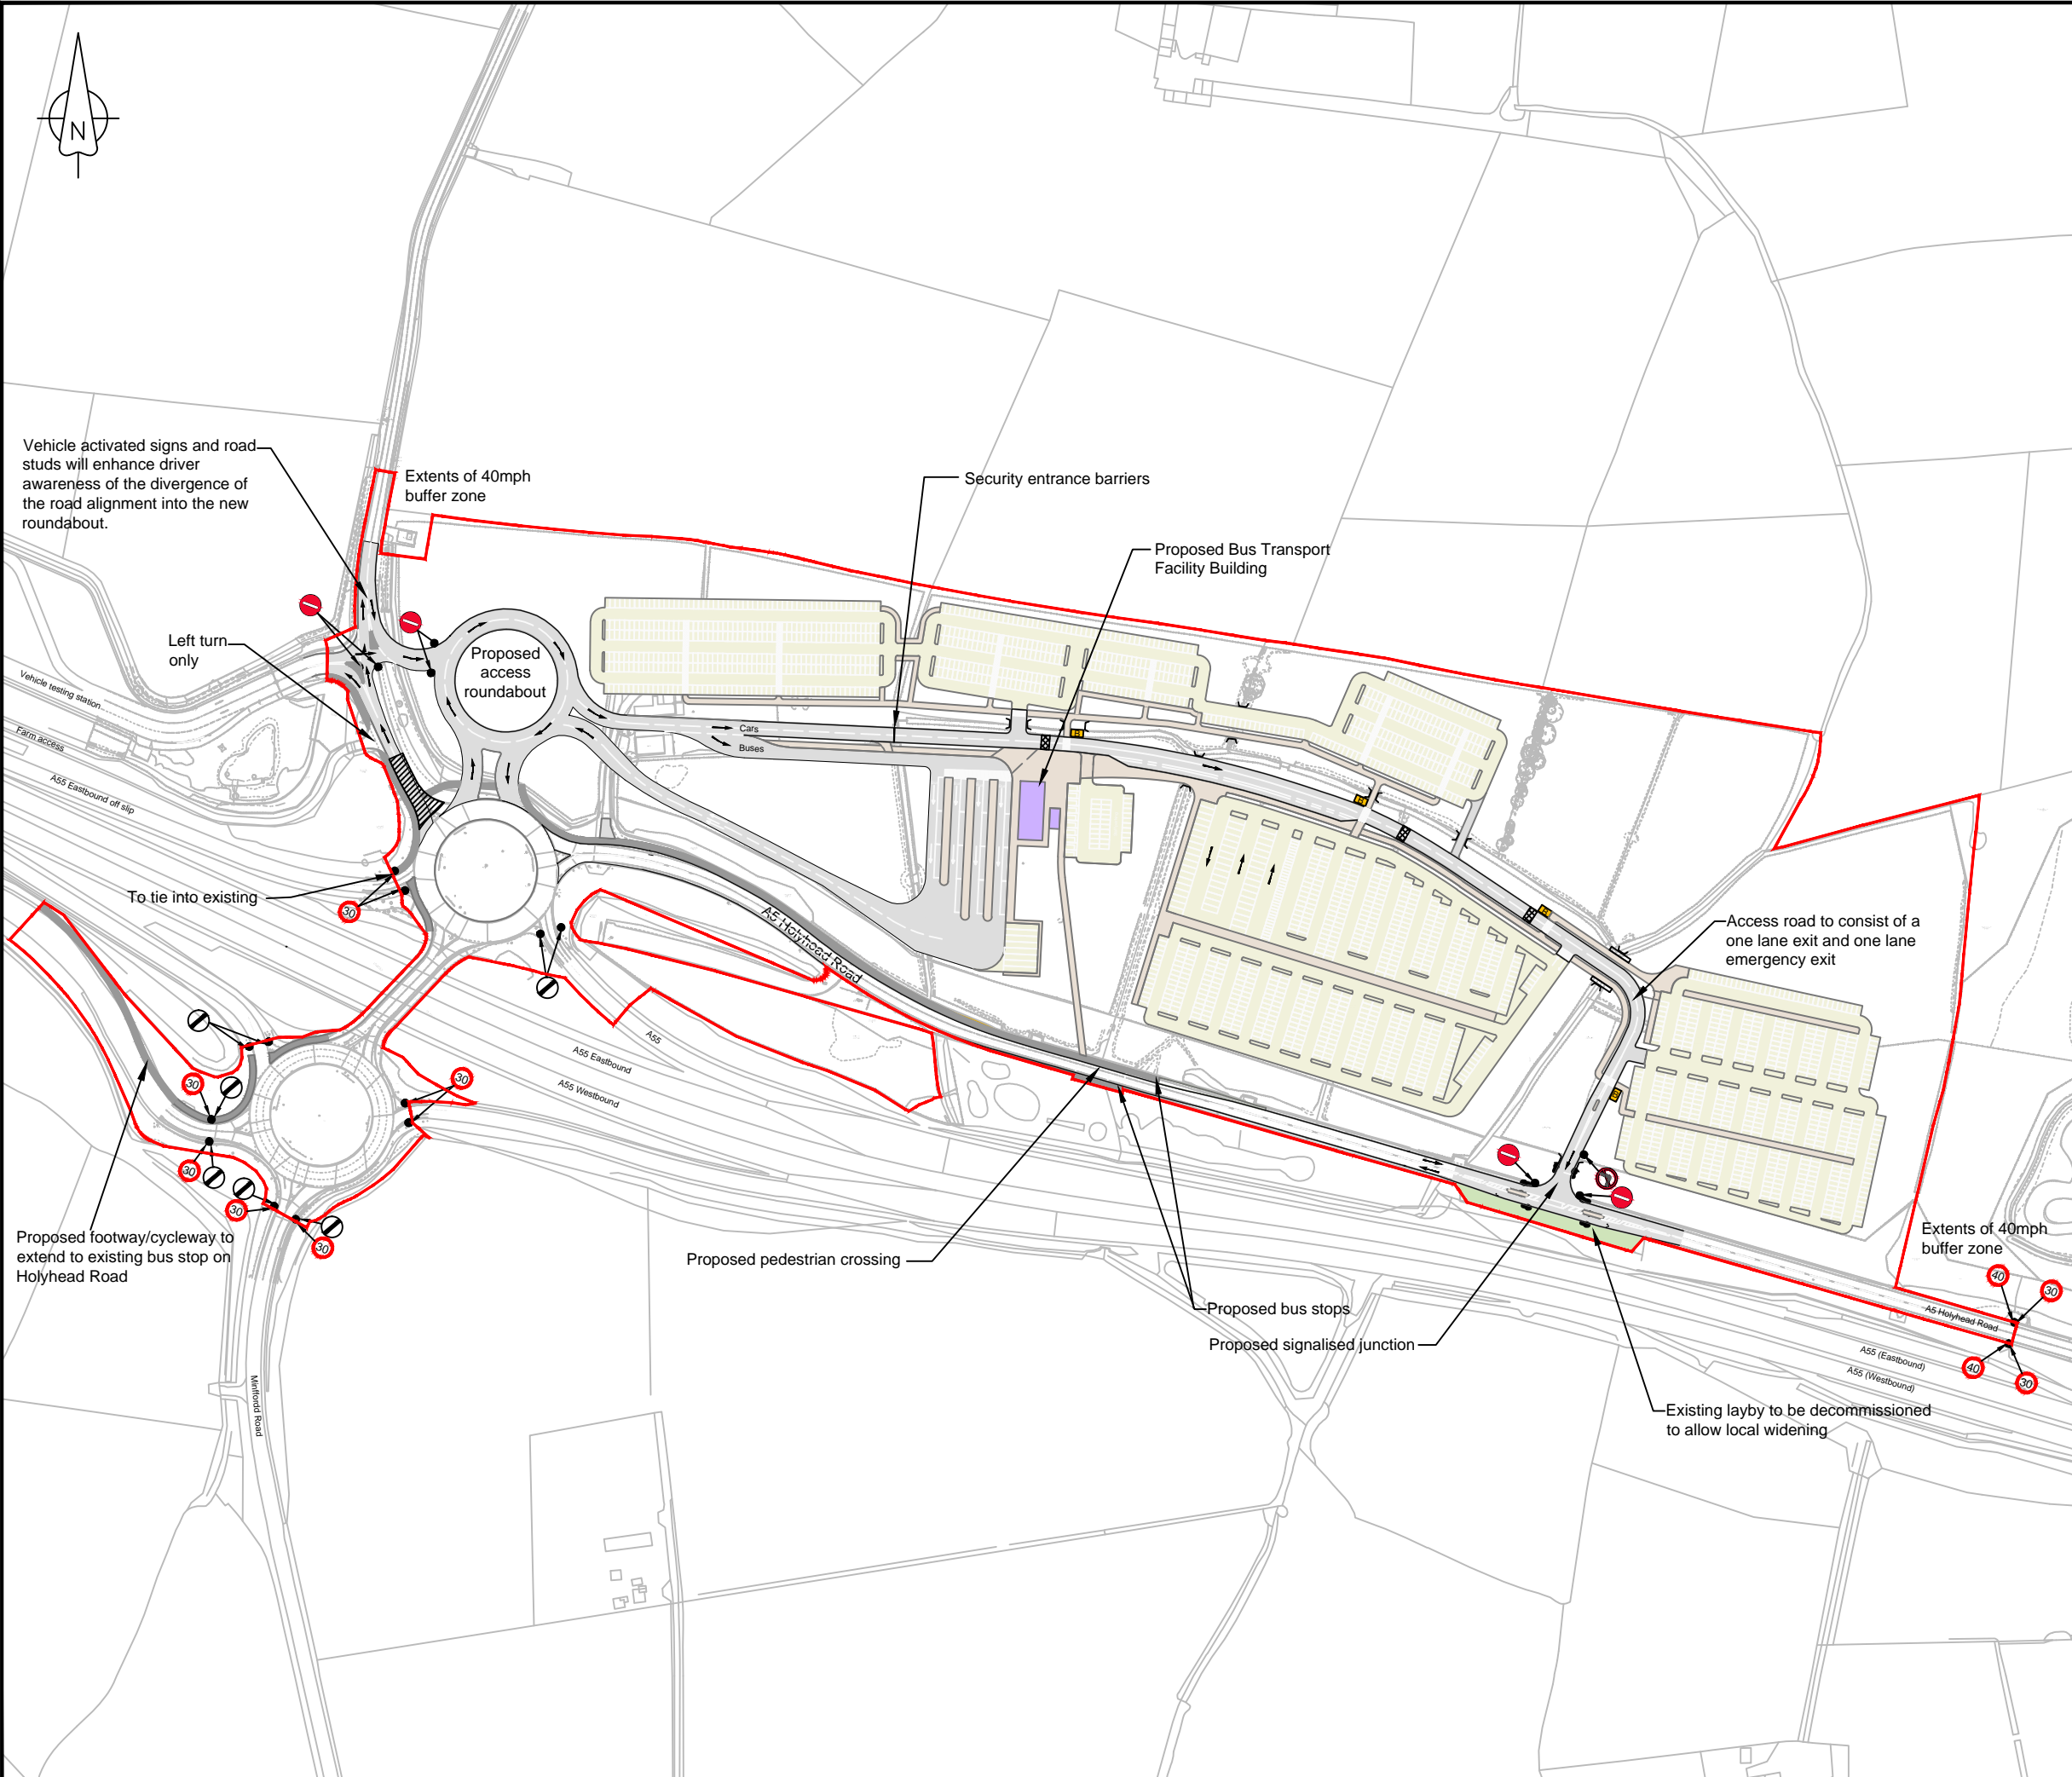 N
Vehicle activated signs and road
studs will enhance driver
awareness of the divergence of
the road alignment into the new
roundabout.
Extents of 40mph
buffer zone
Security entrance barriers
Proposed Bus Transport
Facility Building
Left turn
only
Proposed
access
roundabout
Vehicle testing station
Farm access
A55 Eastbound off slip
Cars
Buses
To tie into existing
30
A5 Holyhead Road
Access road to consist of a
one lane exit and one lane
emergency exit
A55
A55 Eastbound
A55 Westbound
30
30
30
30
30
Proposed footway/cycleway to
extend to existing bus stop on
Holyhead Road
Proposed pedestrian crossing
Proposed bus stops
Proposed signalised junction
Extents of 40mph
buffer zone
40
30
A5 Holyhead Road
40
30
A55 (Eastbound)
A55 (Westbound)
Minffordd Road
Existing layby to be decommissioned
to allow local widening